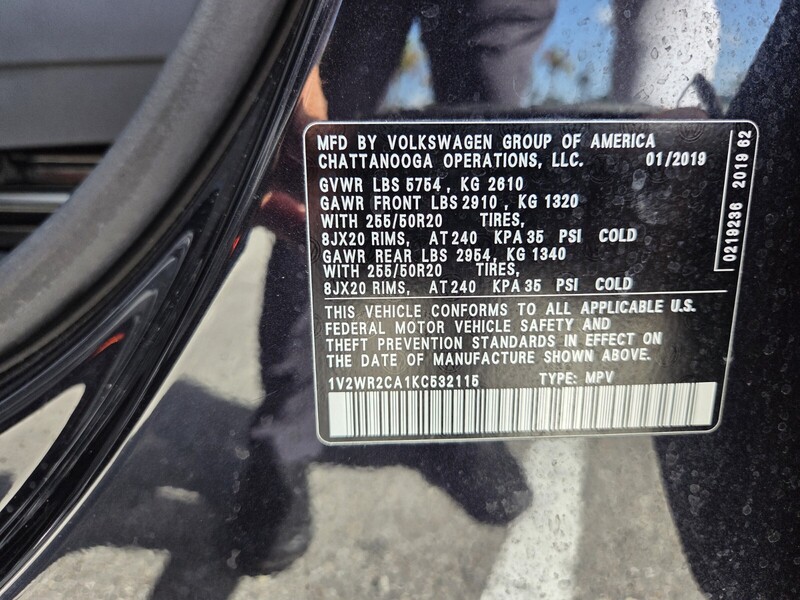 MFD BY VOLKSWAGEN GROUP OF AMERICA
CHATTANOOGA OPERATIONS, LLC. 01/2019
GVWR LBS 5754 , KG 2610
GAWR FRONT LBS 2910 , KG 1320
WITH 255/50R20 TIRES,
8JX20 RIMS, AT 240 KPA 35 PSI COLD
GAWR REAR LBS 2954, KG 1340
WITH 255/50R20 TIRES,
8JX20 RIMS, AT 240 KPA 35 PSI COLD
THIS VEHICLE CONFORMS TO ALL APPLICABLE U.S.
FEDERAL MOTOR VEHICLE SAFETY AND
THEFT PREVENTION STANDARDS IN EFFECT ON
THE DATE OF MANUFACTURE SHOWN ABOVE.
1V2WR2CA1KC532115 TYPE: MPV
0219236 2019 62